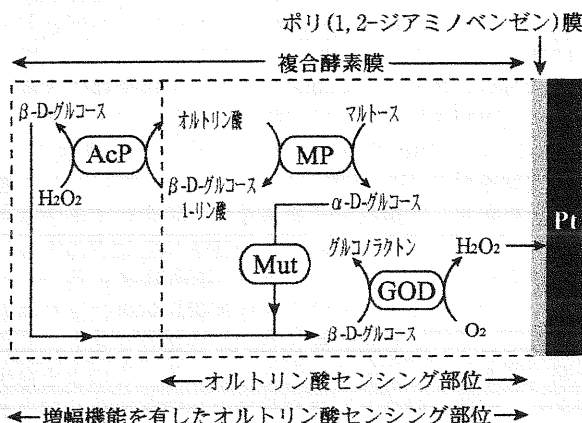 ポリ(1,2-ジアミノベンゼン)膜
複合酵素膜
β-D-グルコース
オルトリン酸
マルトース
AcP
MP
H2O2
β-D-グルコース
1-リン酸
α-D-グルコース
Pt
Mut
グルコノラクトン
H2O2
GOD
β-D-グルコース
O2
オルトリン酸センシング部位
増幅機能を有したオルトリン酸センシング部位